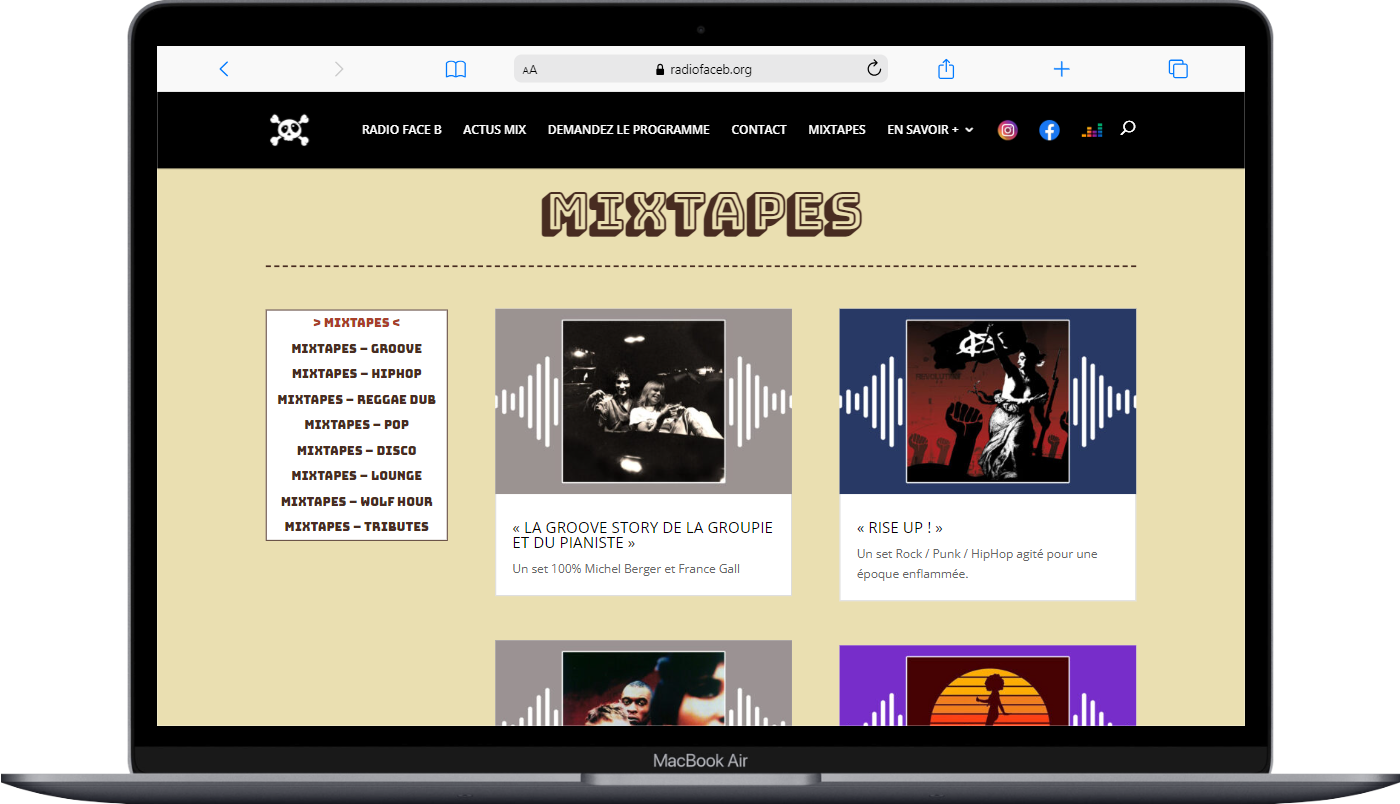 AA
radiofaceb.org
RADIO FACE B
ACTUS MIX
DEMANDEZ LE PROGRAMME
CONTACT
MIXTAPES
EN SAVOIR +
MIXTAPES
> MIXTAPES <
MIXTAPES – GROOVE
MIXTAPES – HIPHOP
MIXTAPES – REGGAE DUB
MIXTAPES – POP
MIXTAPES – DISCO
MIXTAPES – LOUNGE
MIXTAPES – WOLF HOUR
MIXTAPES – TRIBUTES
« LA GROOVE STORY DE LA GROUPIE
ET DU PIANISTE »
Un set 100% Michel Berger et France Gall
« RISE UP ! »
Un set Rock / Punk / HipHop agité pour une
époque enflammée.
MacBook Air